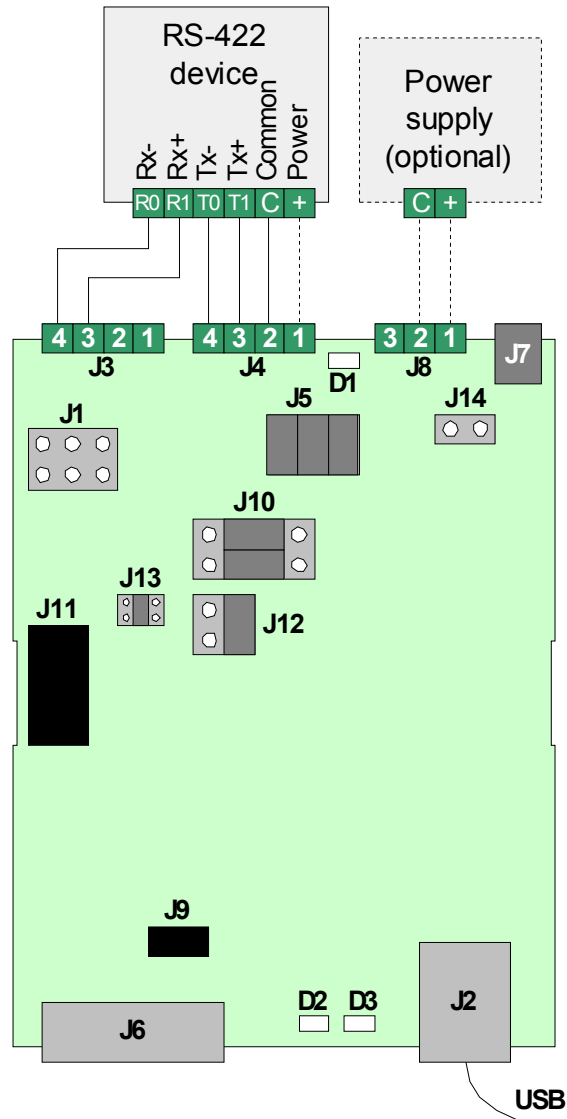 RS-422
device
Power
supply
(optional)
Rx-
Rx+
Tx-
Tx+
Common
Power
R0 R1 T0 T1 C +
C +
4 3 2 1
4 3 2 1
3 2 1
J3
J4
J8
J7
D1
J1
J5
J14
J10
J13
J11
J12
J9
D2 D3
J6
J2
USB